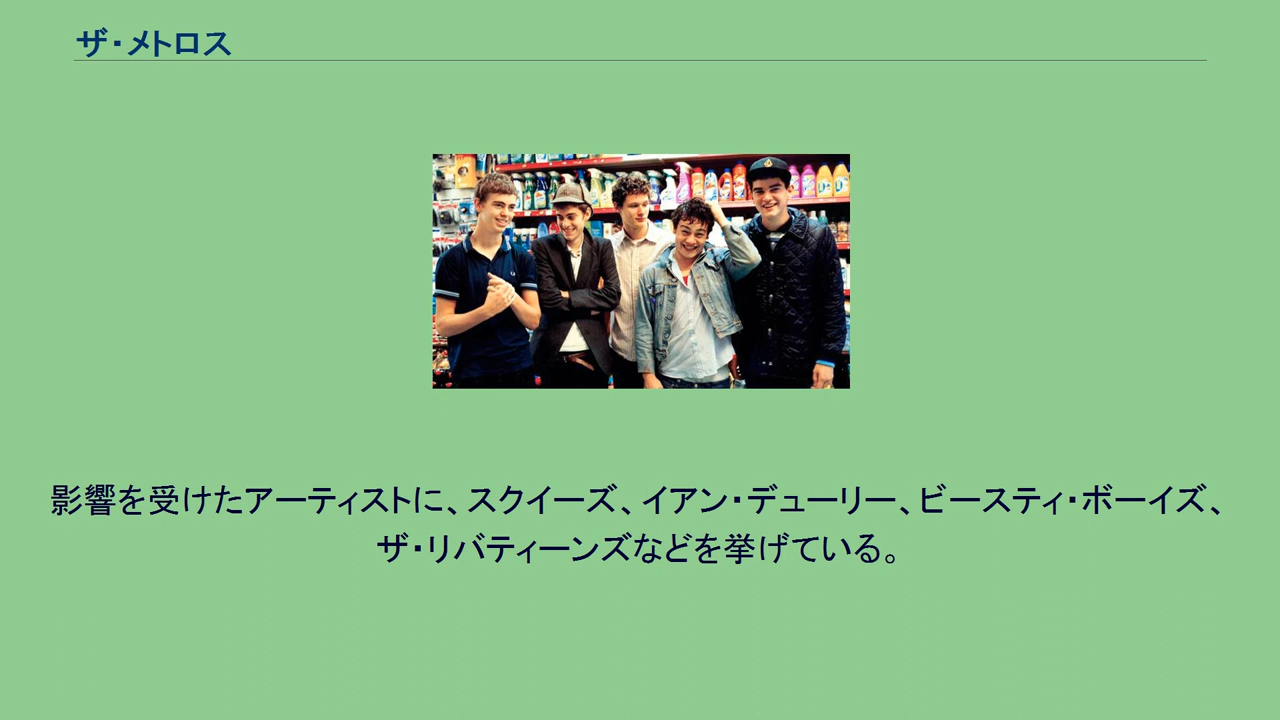 ザ・メトロス
影響を受けたアーティストに、スクイーズ、イアン・デューリー、ビースティ・ボーイズ、
ザ・リバティーンズなどを挙げている。